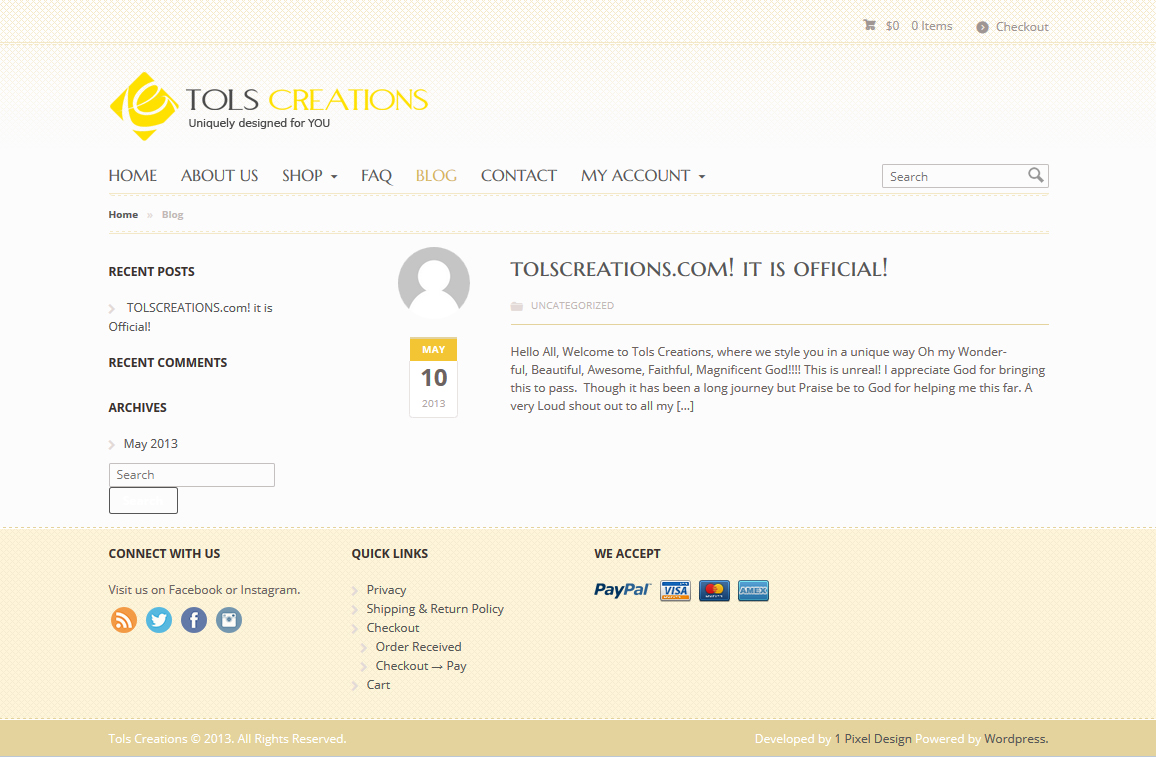 $0 0 Items Checkout
TOLS CREATIONS
Uniquely designed for YOU
HOME ABOUT US SHOP FAQ BLOG CONTACT MY ACCOUNT Search
Home » Blog
RECENT POSTS
TOLSCREATIONS.com! it is
Official!
RECENT COMMENTS
ARCHIVES
May 2013
Search
MAY
10
2013
TOLSCREATIONS.COM! IT IS OFFICIAL!
UNCATEGORIZED
Hello All, Welcome to Tols Creations, where we style you in a unique way Oh my Wonder-
ful, Beautiful, Awesome, Faithful, Magnificent God!!!! This is unreal! I appreciate God for bringing
this to pass.  Though it has been a long journey but Praise be to God for helping me this far. A
very Loud shout out to all my [...]
CONNECT WITH US
Visit us on Facebook or Instagram.
QUICK LINKS
Privacy
Shipping & Return Policy
Checkout
Order Received
Checkout → Pay
Cart
WE ACCEPT
PayPal VISA MasterCard AMEX
Tols Creations © 2013. All Rights Reserved.
Developed by 1 Pixel Design Powered by Wordpress.